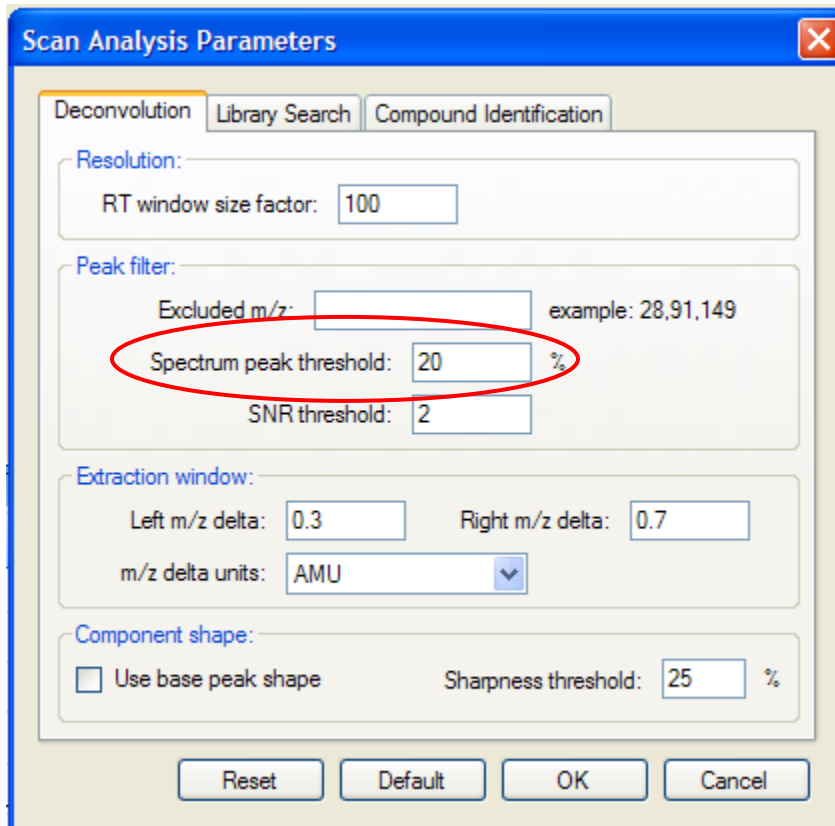 Scan Analysis Parameters
Deconvolution Library Search Compound Identification
Resolution:
RT window size factor: 100
Peak filter:
Excluded m/z: example: 28,91,149
Spectrum peak threshold: 20 %
SNR threshold: 2
Extraction window:
Left m/z delta: 0.3 Right m/z delta: 0.7
m/z delta units: AMU
Component shape:
Use base peak shape Sharpness threshold: 25 %
Reset Default OK Cancel